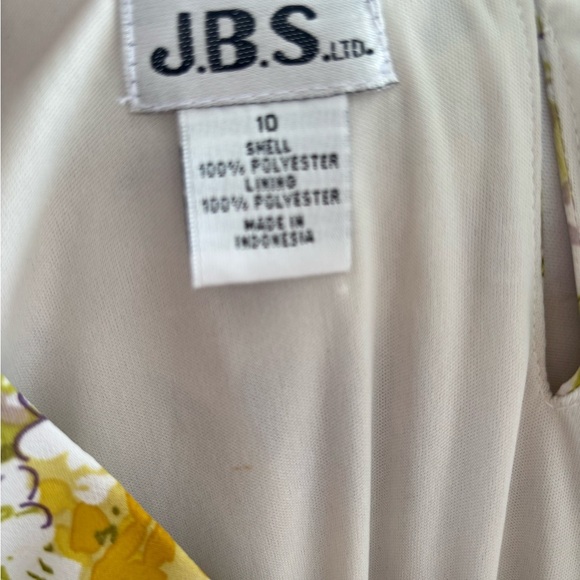 J.B.S.LTD.
10
SHELL
100% POLYESTER
LINING
100% POLYESTER
MADE IN
INDONESIA